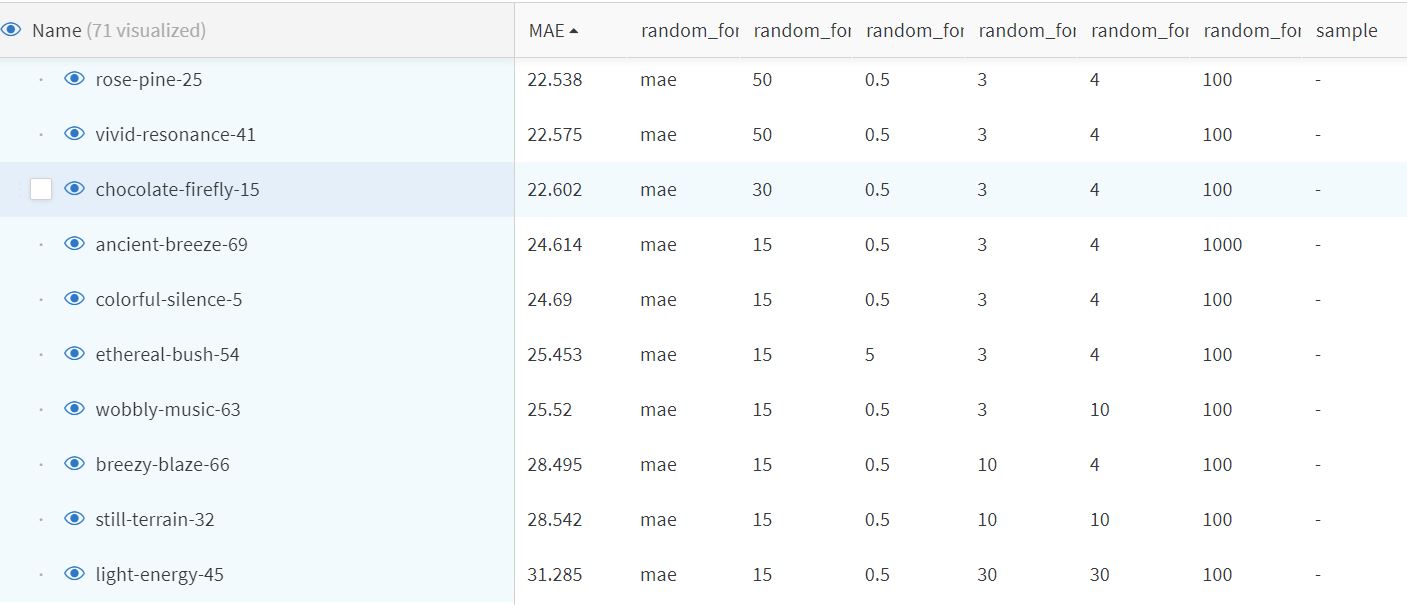 Name (71 visualized) MAE random_for random_for random_for random_for random_for random_for sample
rose-pine-25 22.538 mae 50 0.5 3 4 100 -
vivid-resonance-41 22.575 mae 50 0.5 3 4 100 -
chocolate-firefly-15 22.602 mae 30 0.5 3 4 100 -
ancient-breeze-69 24.614 mae 15 0.5 3 4 1000 -
colorful-silence-5 24.69 mae 15 0.5 3 4 100 -
ethereal-bush-54 25.453 mae 15 5 3 4 100 -
wobbly-music-63 25.52 mae 15 0.5 3 10 100 -
breezy-blaze-66 28.495 mae 15 0.5 10 4 100 -
still-terrain-32 28.542 mae 15 0.5 10 10 100 -
light-energy-45 31.285 mae 15 0.5 30 30 100 -